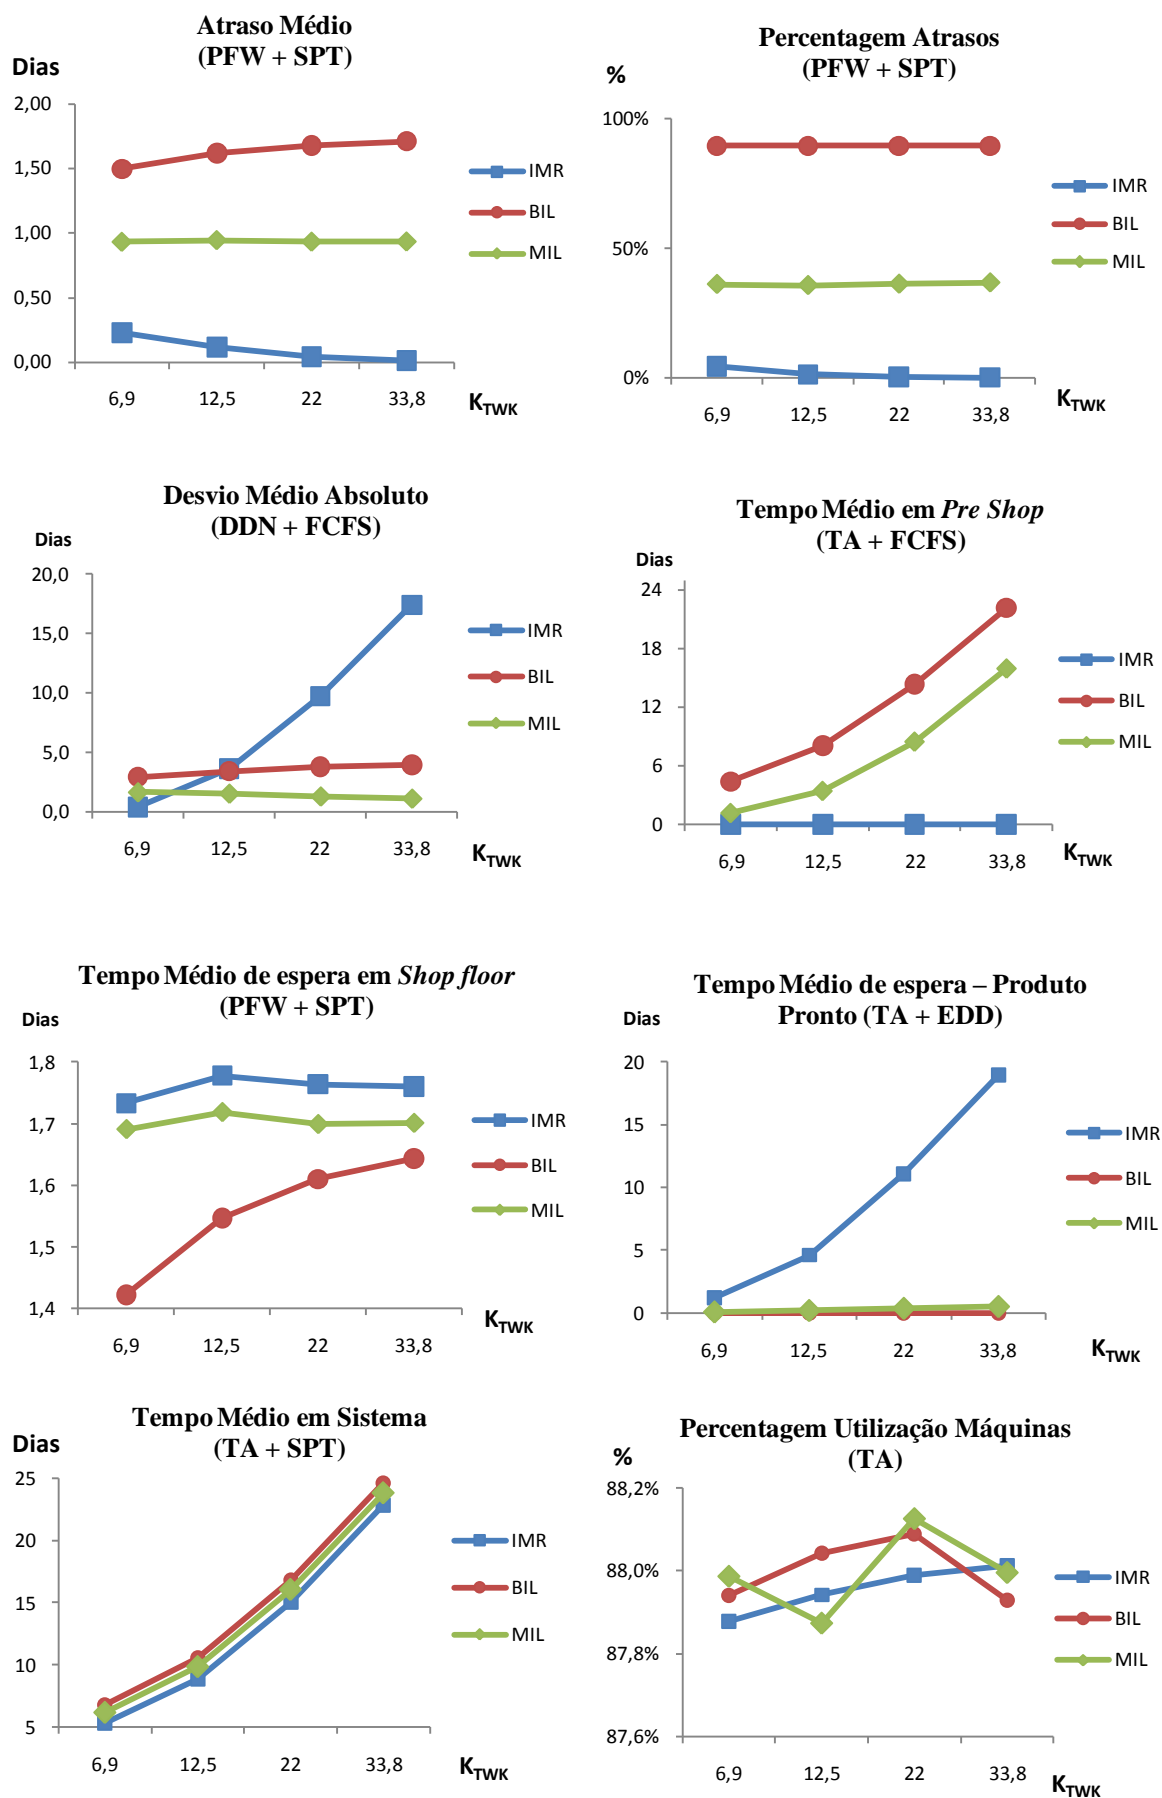 Atraso Médio
(PFW + SPT)
Dias
2,00
1,50
1,00
0,50
0,00
6,9 12,5 22 33,8
K_TWK
IMR
BIL
MIL
Percentagem Atrasos
(PFW + SPT)
%
100%
50%
0%
6,9 12,5 22 33,8
K_TWK
IMR
BIL
MIL
Desvio Médio Absoluto
(DDN + FCFS)
Dias
20,0
15,0
10,0
5,0
0,0
6,9 12,5 22 33,8
K_TWK
IMR
BIL
MIL
Tempo Médio em Pre Shop
(TA + FCFS)
Dias
24
18
12
6
0
6,9 12,5 22 33,8
K_TWK
IMR
BIL
MIL
Tempo Médio de espera em Shop floor
(PFW + SPT)
Dias
1,8
1,7
1,6
1,5
1,4
6,9 12,5 22 33,8
K_TWK
IMR
BIL
MIL
Tempo Médio de espera – Produto
Pronto (TA + EDD)
Dias
20
15
10
5
0
6,9 12,5 22 33,8
K_TWK
IMR
BIL
MIL
Tempo Médio em Sistema
(TA + SPT)
Dias
25
20
15
10
5
6,9 12,5 22 33,8
K_TWK
IMR
BIL
MIL
Percentagem Utilização Máquinas
(TA)
%
88,2%
88,0%
87,8%
87,6%
6,9 12,5 22 33,8
K_TWK
IMR
BIL
MIL